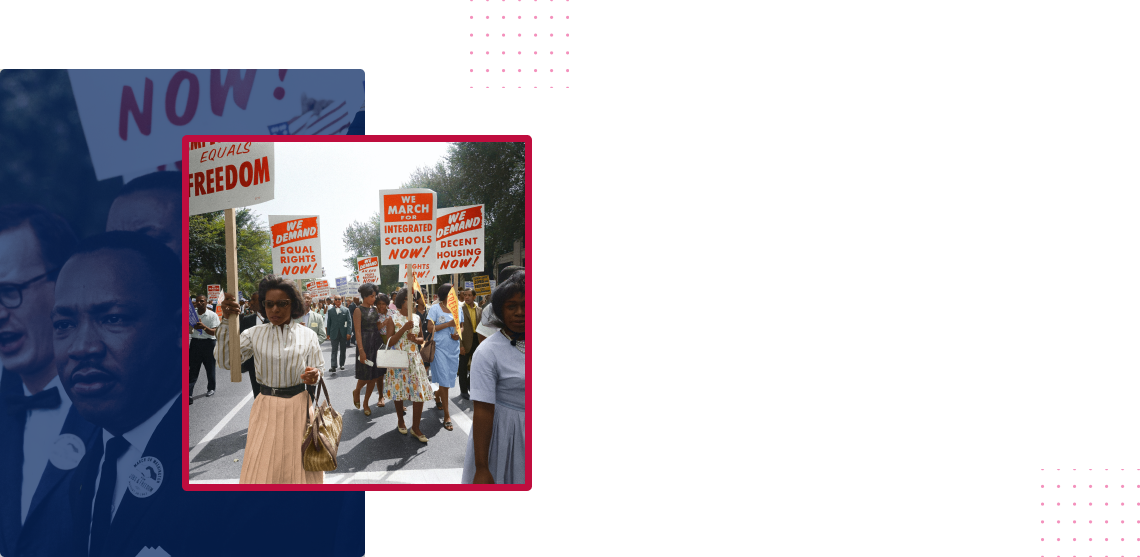 NOW!
EQUALS
FREEDOM
WE
DEMAND
EQUAL
RIGHTS
NOW!
WE
MARCH
FOR
INTEGRATED
SCHOOLS
NOW!
WE
DEMAND
DECENT
HOUSING
NOW!
RIGHTS
NOW!